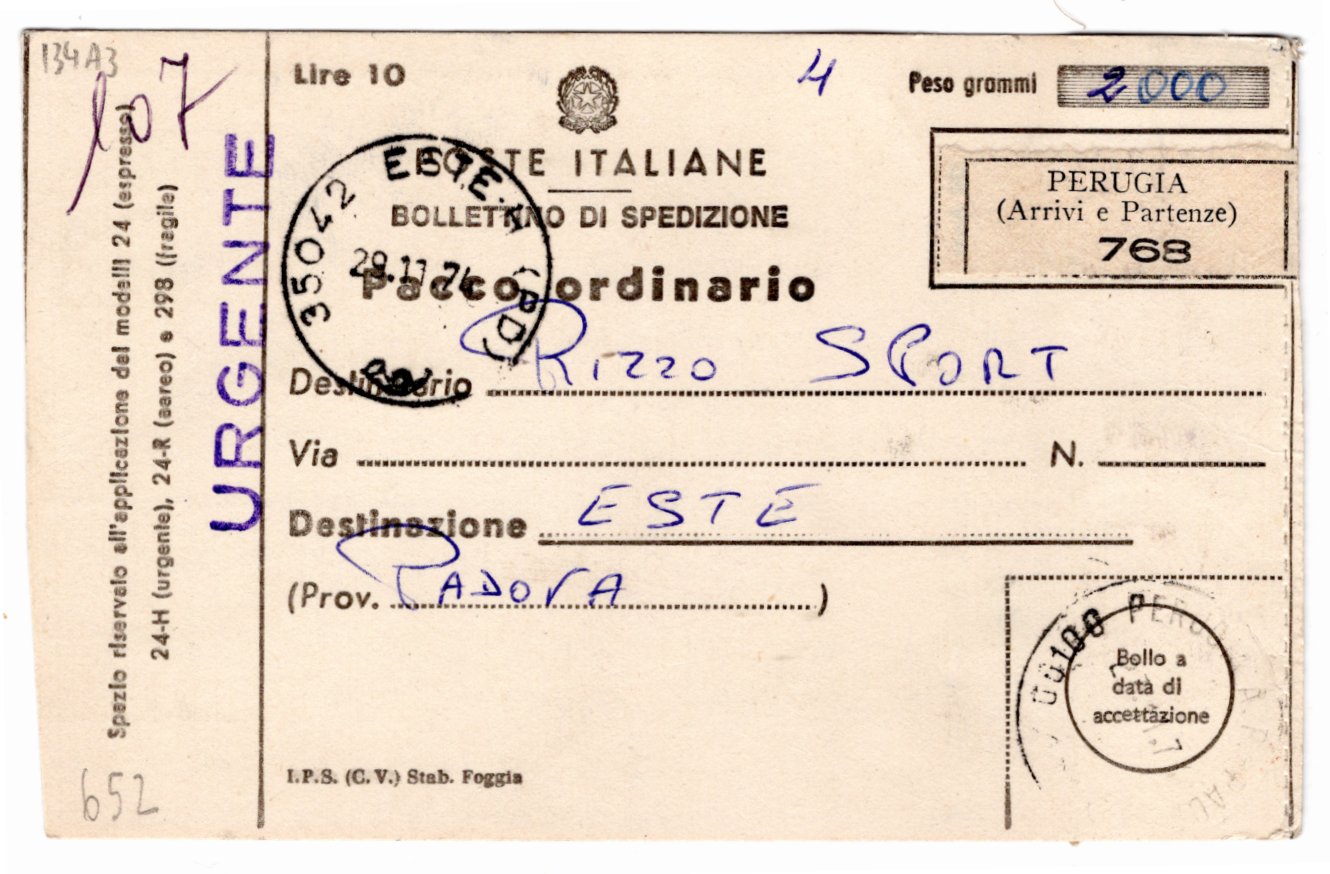 134A3
107
Lire 10
4
Peso grammi 2000
POSTE ITALIANE
BOLLETTINO DI SPEDIZIONE
Pacco ordinario
PERUGIA
(Arrivi e Partenze)
768
35042 ESTE A (PD)
29.11.74
Destinatario RIZZO SPORT
Via N.
Destinazione ESTE
(Prov. PADOVA)
URGENTE
Spazio riservato all'applicazione dei modelli 24 (espresso)
24-H (urgente), 24-R (aereo) e 298 ((fragile)
06100 PERUGIA
Bollo a
data di
accettazione
I.P.S. (C.V.) Stab. Foggia
652